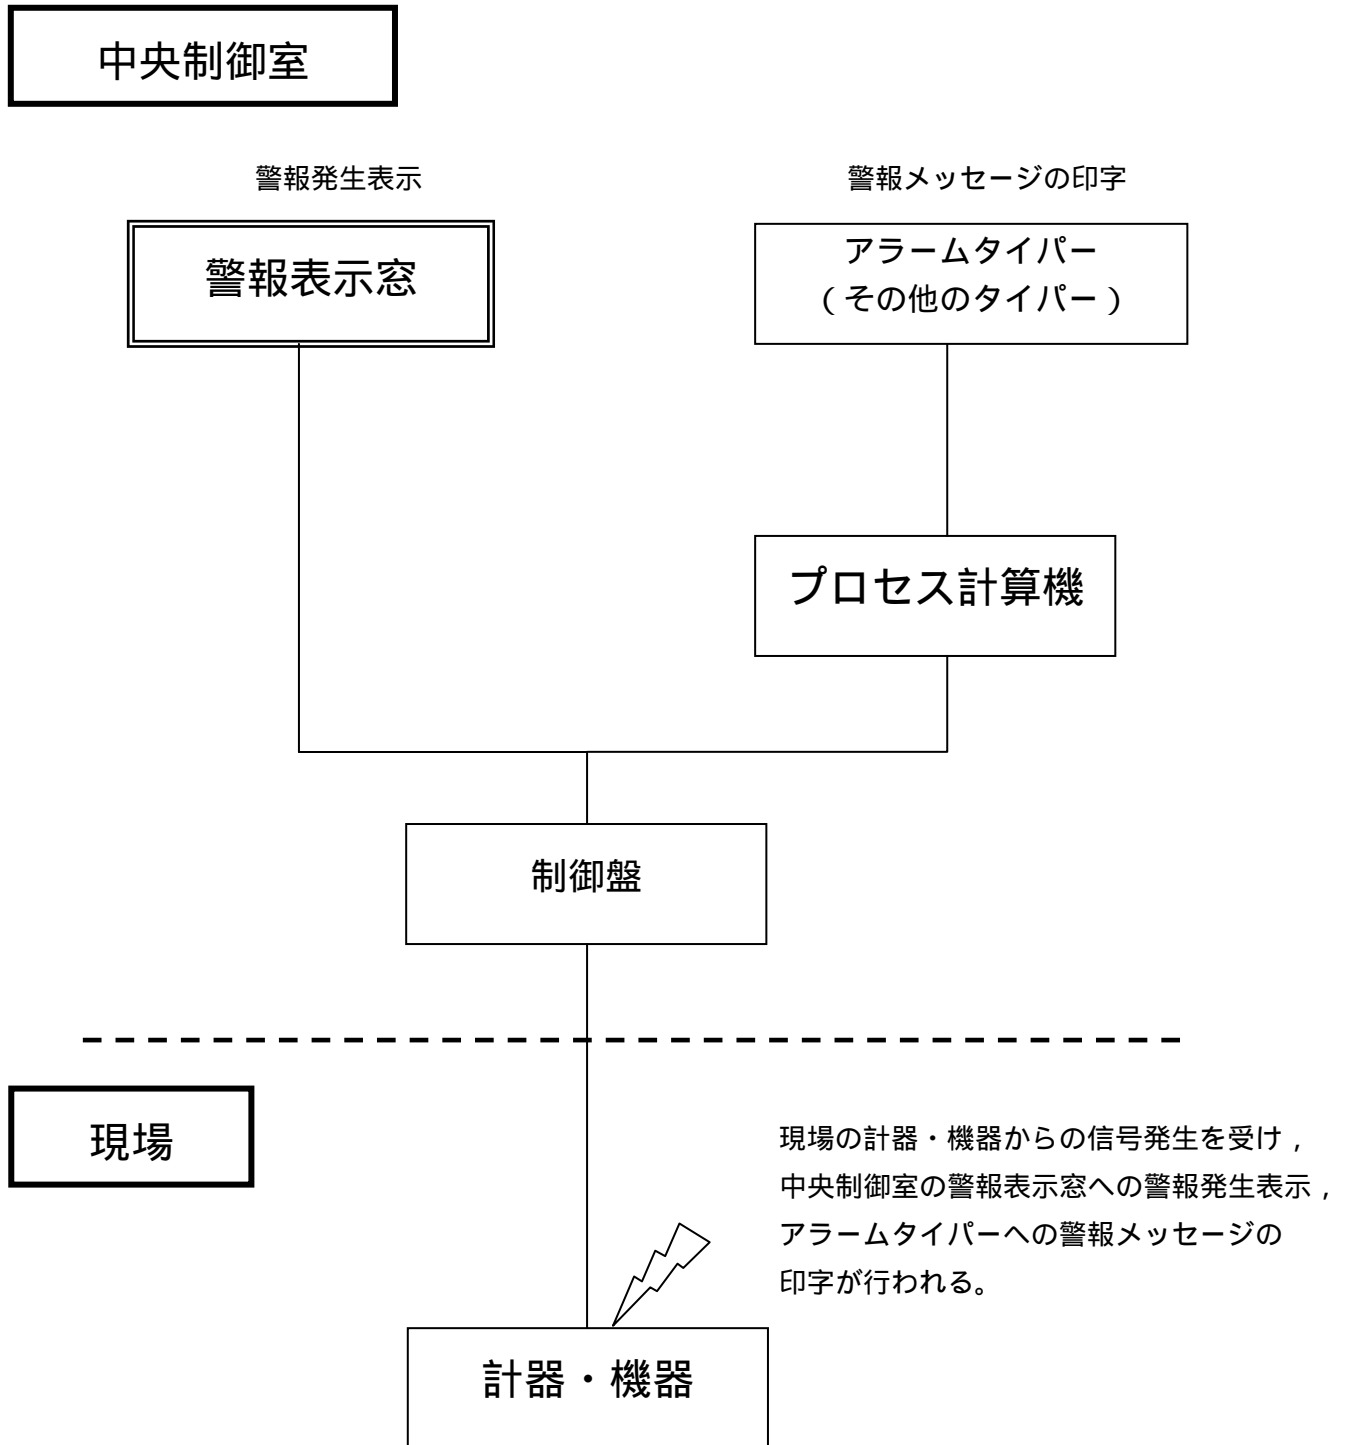 中央制御室
警報発生表示
警報メッセージの印字
警報表示窓
アラームタイパー
（その他のタイパー）
プロセス計算機
制御盤
現場
現場の計器・機器からの信号発生を受け，
中央制御室の警報表示窓への警報発生表示，
アラームタイパーへの警報メッセージの
印字が行われる。
計器・機器